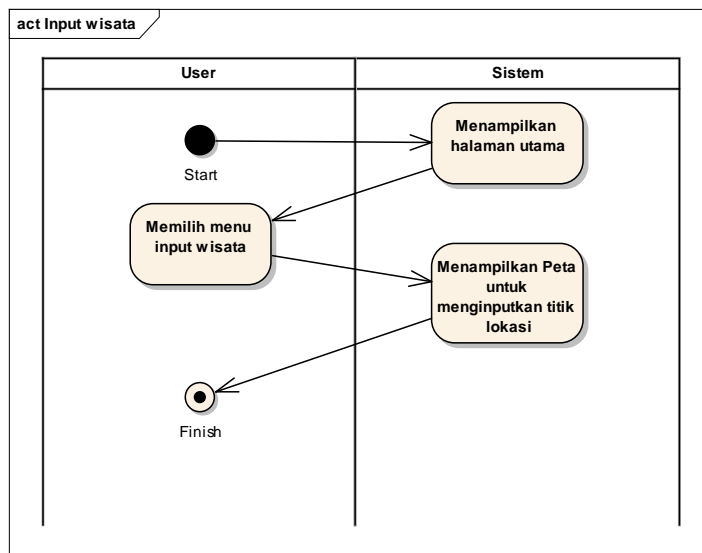 act Input wisata
User
Sistem
Start
Menampilkan
halaman utama
Memilih menu
input wisata
Menampilkan Peta
untuk
menginputkan titik
lokasi
Finish